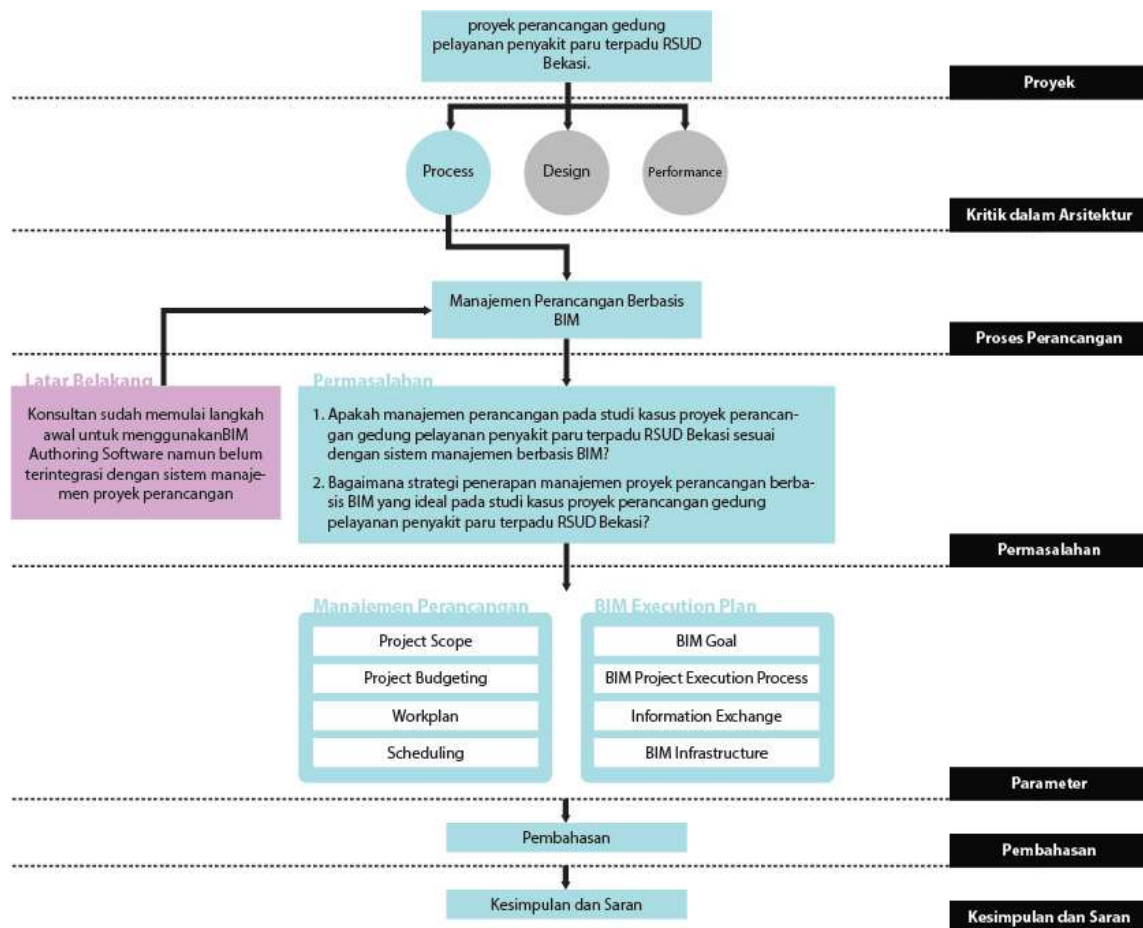 proyek perancangan gedung
pelayanan penyakit paru terpadu RSUD
Bekasi.
Proyek
Process
Design
Performance
Kritik dalam Arsitektur
Manajemen Perancangan Berbasis
BIM
Proses Perancangan
Latar Belakang
Konsultan sudah memulai langkah
awal untuk menggunakanBIM
Authoring Software namun belum
terintegrasi dengan sistem manaje-
men proyek perancangan
Permasalahan
1. Apakah manajemen perancangan pada studi kasus proyek perancan-
gan gedung pelayanan penyakit paru terpadu RSUD Bekasi sesuai
dengan sistem manajemen berbasis BIM?
2. Bagaimana strategi penerapan manajemen proyek perancangan berba-
sis BIM yang ideal pada studi kasus proyek perancangan gedung
pelayanan penyakit paru terpadu RSUD Bekasi?
Permasalahan
Manajemen Perancangan
Project Scope
Project Budgeting
Workplan
Scheduling
BIM Execution Plan
BIM Goal
BIM Project Execution Process
Information Exchange
BIM Infrastructure
Parameter
Pembahasan
Pembahasan
Kesimpulan dan Saran
Kesimpulan dan Saran